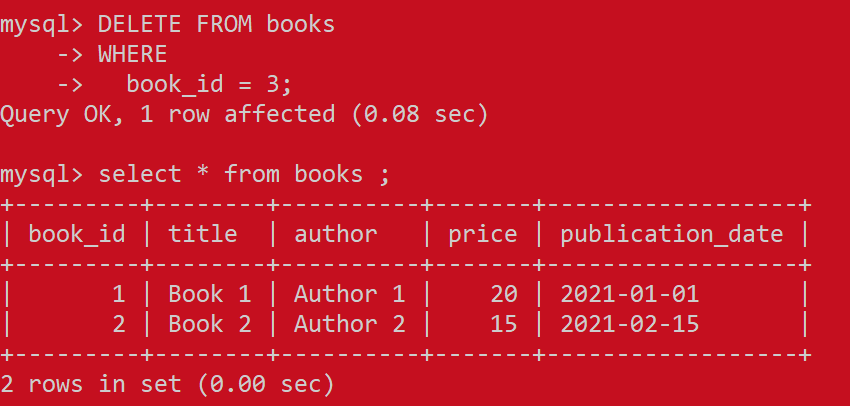 mysql> DELETE FROM books
    -> WHERE
    ->   book_id = 3;
Query OK, 1 row affected (0.08 sec)
mysql> select * from books ;
+---------+--------+----------+-------+------------------+
| book_id | title  | author   | price | publication_date |
+---------+--------+----------+-------+------------------+
|       1 | Book 1 | Author 1 |    20 | 2021-01-01       |
|       2 | Book 2 | Author 2 |    15 | 2021-02-15       |
+---------+--------+----------+-------+------------------+
2 rows in set (0.00 sec)